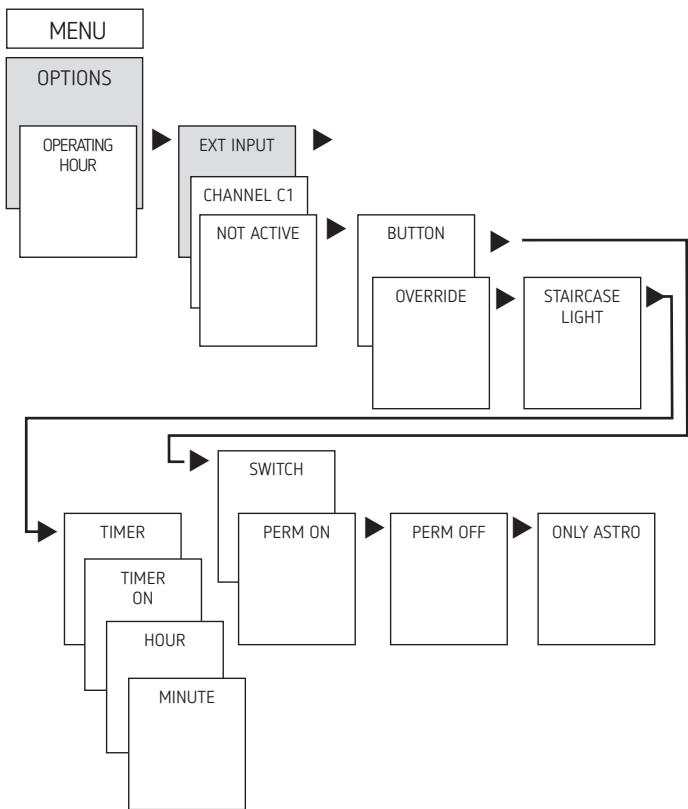 MENU
OPTIONS
OPERATING
HOUR
EXT INPUT
CHANNEL C1
NOT ACTIVE
BUTTON
OVERRIDE
STAIRCASE
LIGHT
SWITCH
PERM ON
PERM OFF
ONLY ASTRO
TIMER
TIMER
ON
HOUR
MINUTE